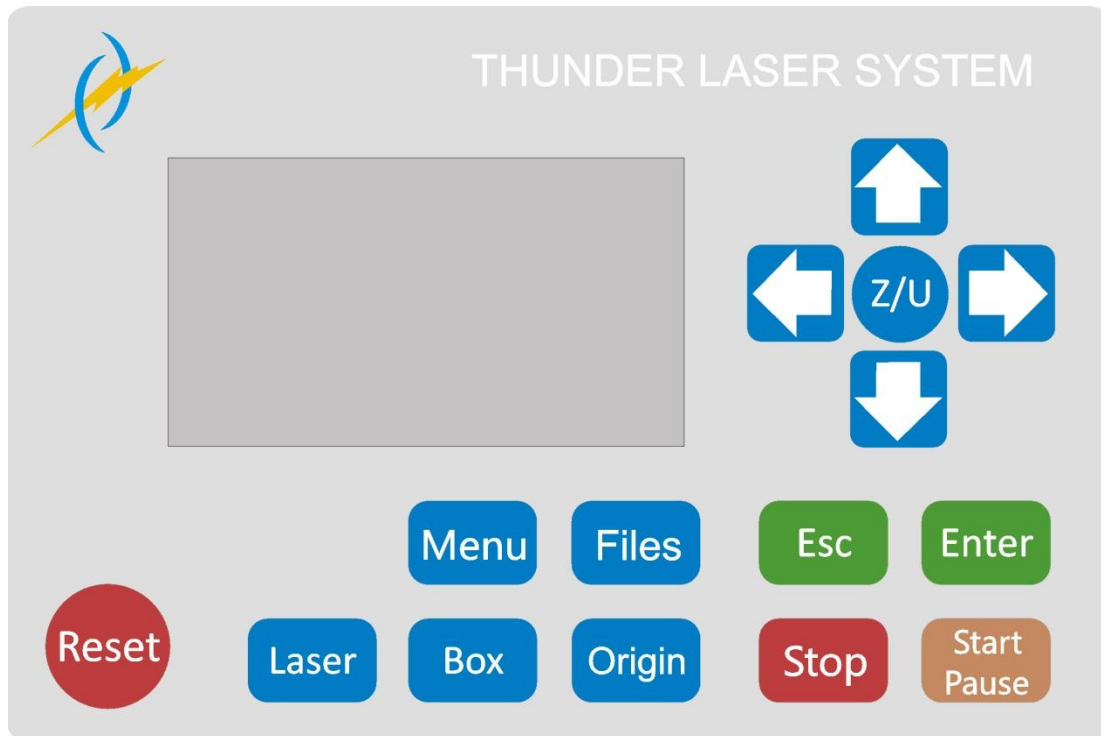 THUNDER LASER SYSTEM
Z/U
Menu
Files
Esc
Enter
Reset
Laser
Box
Origin
Stop
Start
Pause